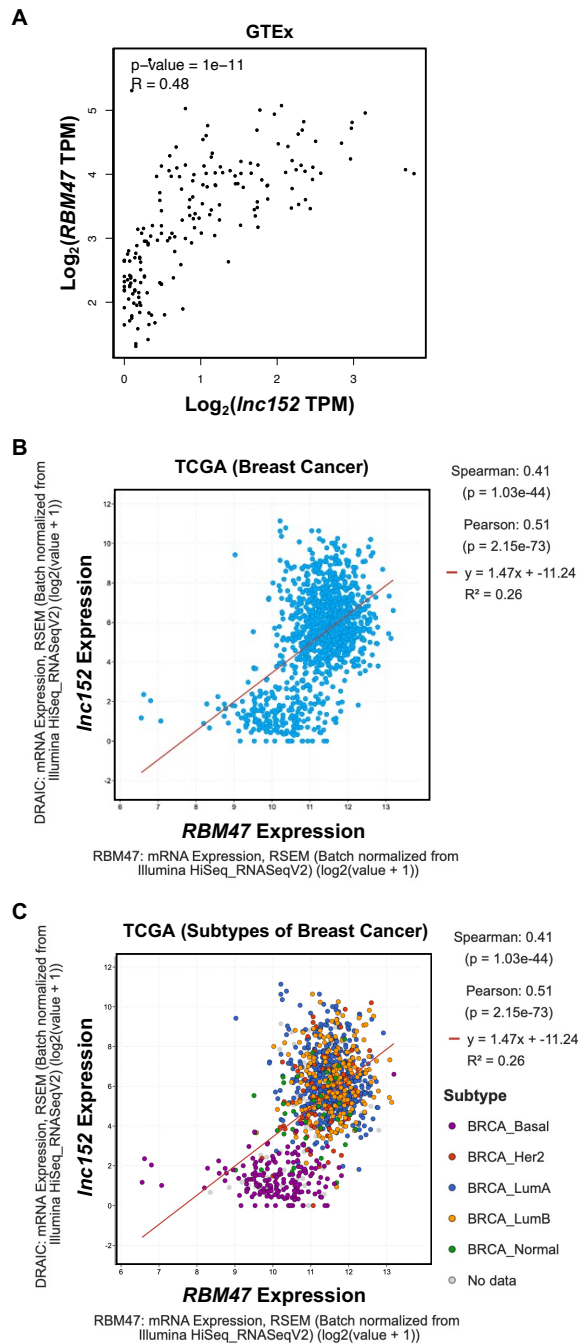 A
GTEx
p-value = 1e-11
R = 0.48
Log2(RBM47 TPM)
5
4
3
2
0
1
2
3
Log2(lnc152 TPM)
B
TCGA (Breast Cancer)
Spearman: 0.41
(p = 1.03e-44)
Pearson: 0.51
(p = 2.15e-73)
y = 1.47x + -11.24
R² = 0.26
DRAIC: mRNA Expression, RSEM (Batch normalized from
Illumina HiSeq_RNASeqV2) (log2(value + 1))
lnc152 Expression
12
10
8
6
4
2
0
-2
6
7
8
9
10
11
12
13
RBM47 Expression
RBM47: mRNA Expression, RSEM (Batch normalized from
Illumina HiSeq_RNASeqV2) (log2(value + 1))
C
TCGA (Subtypes of Breast Cancer)
Spearman: 0.41
(p = 1.03e-44)
Pearson: 0.51
(p = 2.15e-73)
y = 1.47x + -11.24
R² = 0.26
Subtype
BRCA_Basal
BRCA_Her2
BRCA_LumA
BRCA_LumB
BRCA_Normal
No data
DRAIC: mRNA Expression, RSEM (Batch normalized from
Illumina HiSeq_RNASeqV2) (log2(value + 1))
lnc152 Expression
12
10
8
6
4
2
0
-2
6
7
8
9
10
11
12
13
RBM47 Expression
RBM47: mRNA Expression, RSEM (Batch normalized from
Illumina HiSeq_RNASeqV2) (log2(value + 1))